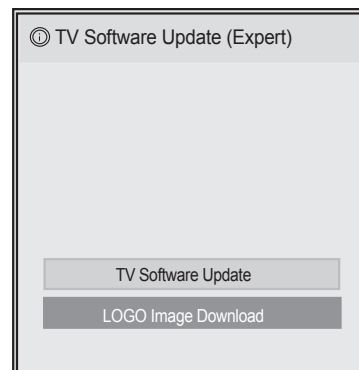 ⓘ TV Software Update (Expert)
TV Software Update
LOGO Image Download